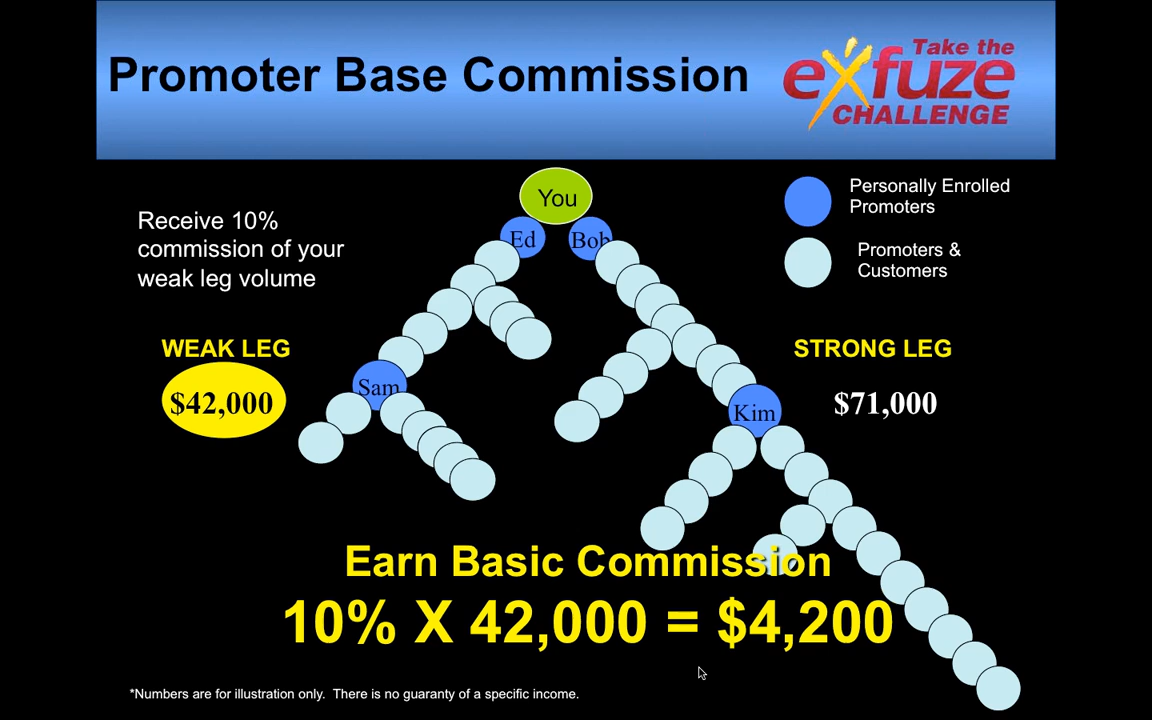 Promoter Base Commission
Take the
eXfuze
CHALLENGE
You
Ed
Bob
Personally Enrolled
Promoters
Promoters &
Customers
Receive 10%
commission of your
weak leg volume
WEAK LEG
$42,000
STRONG LEG
$71,000
Sam
Kim
Earn Basic Commission
10% X 42,000 = $4,200
*Numbers are for illustration only. There is no guaranty of a specific income.